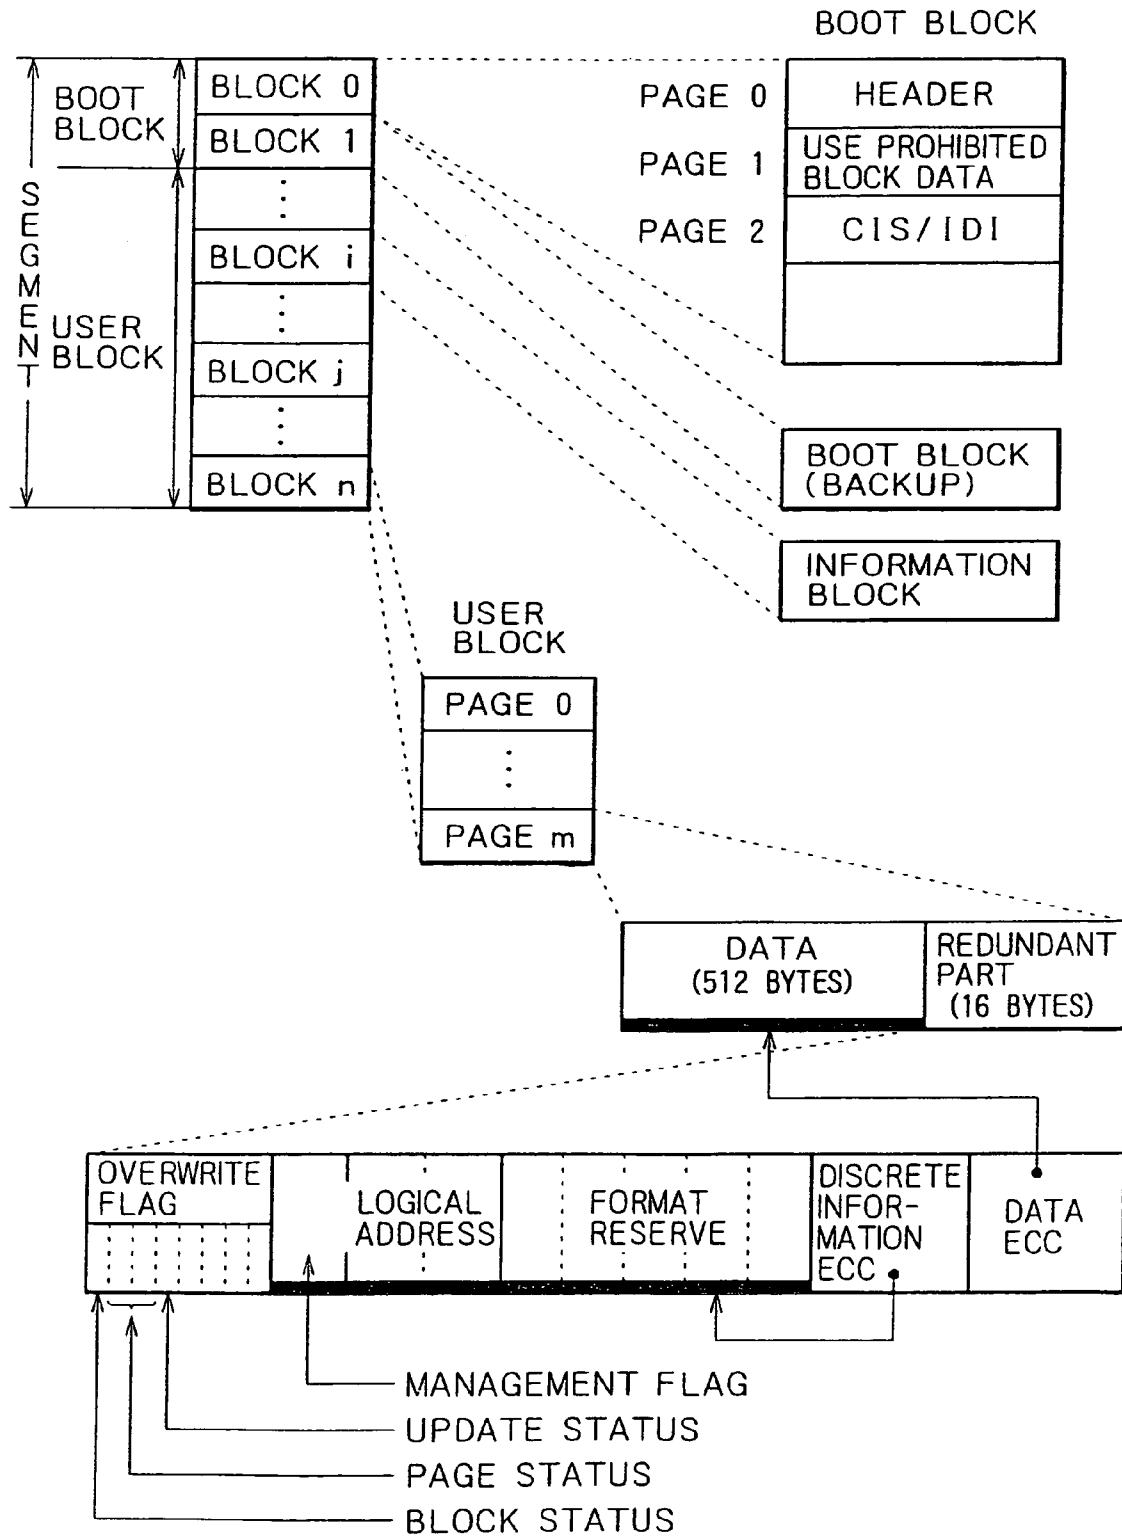 BOOT BLOCK
BOOT
BLOCK
SEGMENT
USER
BLOCK
BLOCK 0
BLOCK 1
BLOCK i
BLOCK j
BLOCK n
PAGE 0
HEADER
PAGE 1
USE PROHIBITED
BLOCK DATA
PAGE 2
CIS/IDI
BOOT BLOCK
(BACKUP)
INFORMATION
BLOCK
USER
BLOCK
PAGE 0
PAGE m
DATA
(512 BYTES)
REDUNDANT
PART
(16 BYTES)
OVERWRITE
FLAG
LOGICAL
ADDRESS
FORMAT
RESERVE
DISCRETE
INFOR-
MATION
ECC
DATA
ECC
MANAGEMENT FLAG
UPDATE STATUS
PAGE STATUS
BLOCK STATUS